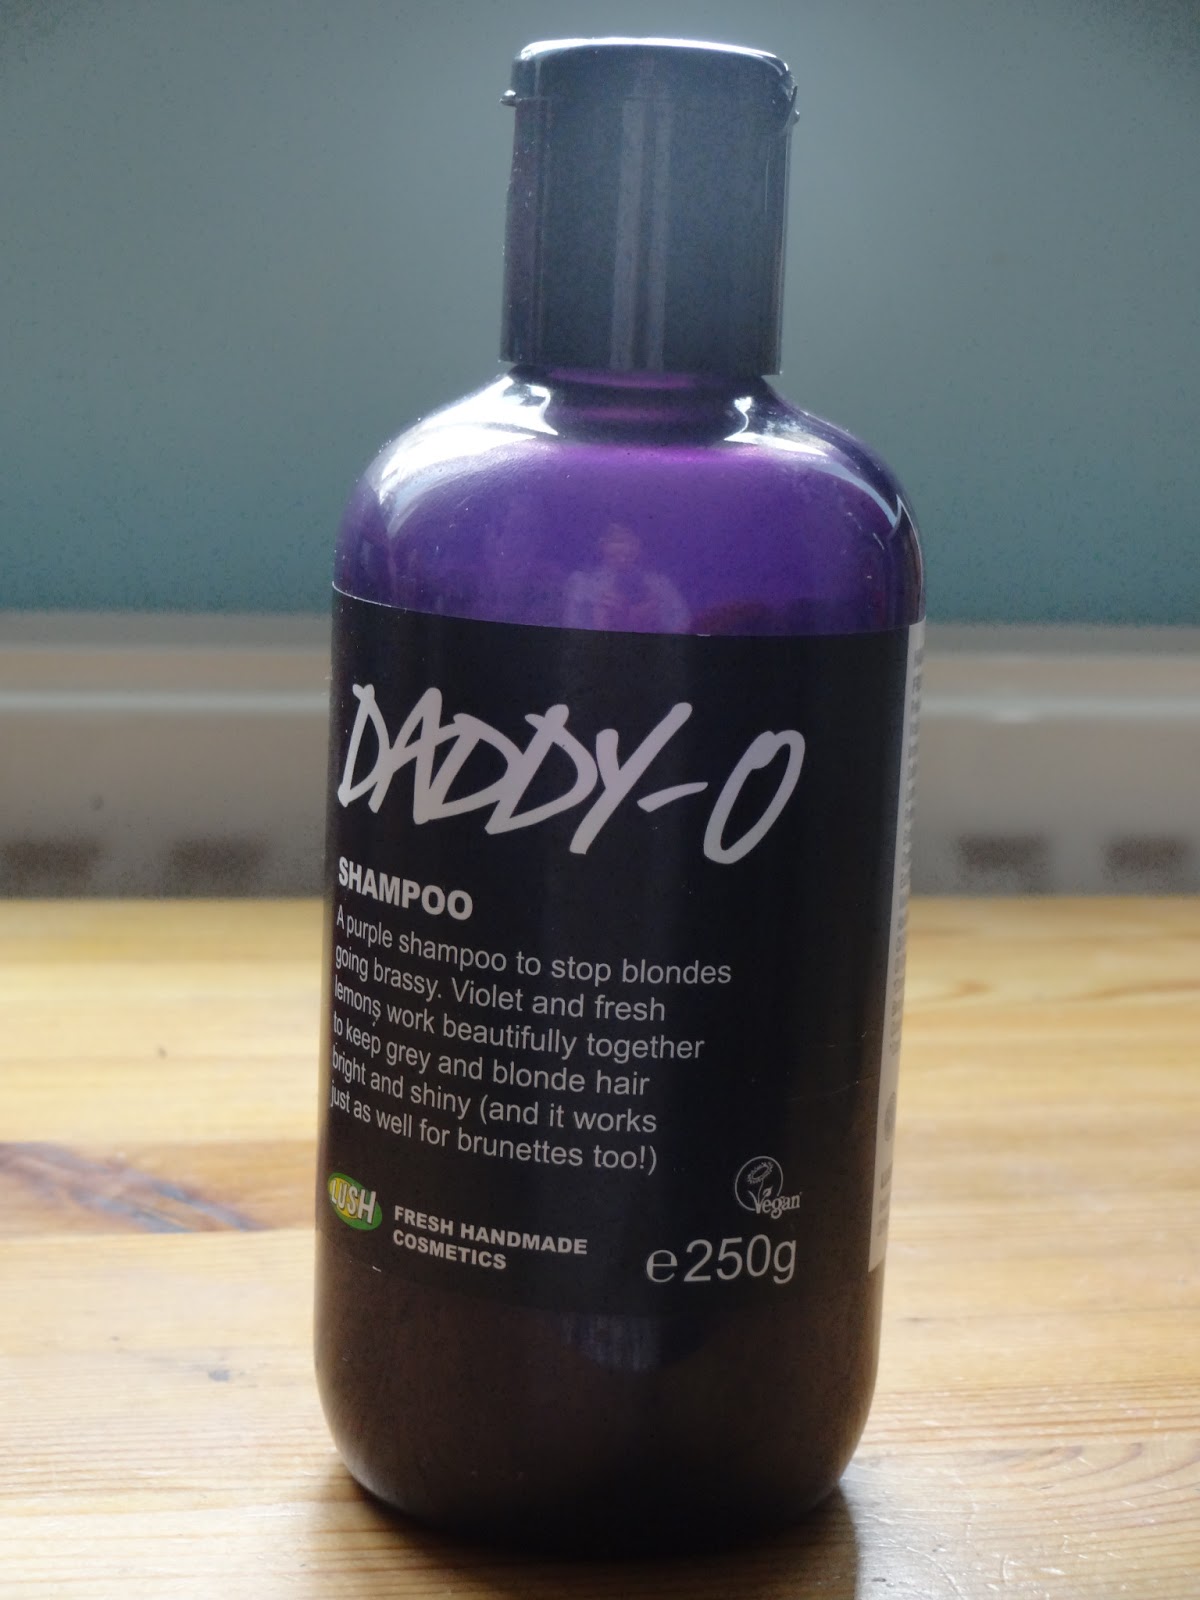 DADDY-O
SHAMPOO
A purple shampoo to stop blondes
going brassy. Violet and fresh
lemons work beautifully together
to keep grey and blonde hair
bright and shiny (and it works
just as well for brunettes too!)
Vegan
LUSH
FRESH HANDMADE
COSMETICS
℮250g